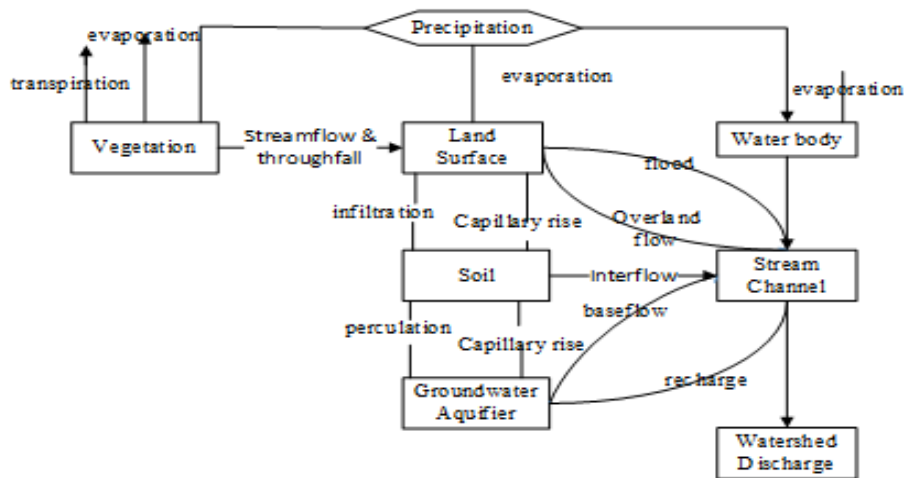 Precipitation
evaporation
transpiration
evaporation
evaporation
Vegetation
Streamflow &
throughfall
Land
Surface
Water body
flood
infiltration
Capillary rise
Overland
flow
Soil
Interflow
Stream
Channel
baseflow
perculation
Capillary rise
recharge
Groundwater
Aquifier
Watershed
Discharge